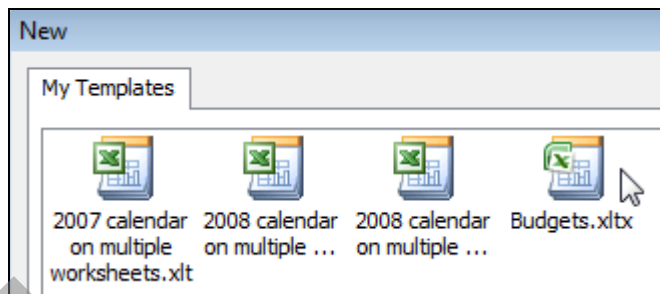 New
My Templates
2007 calendar 2008 calendar 2008 calendar Budgets.xltx
on multiple on multiple ... on multiple ...
worksheets.xlt